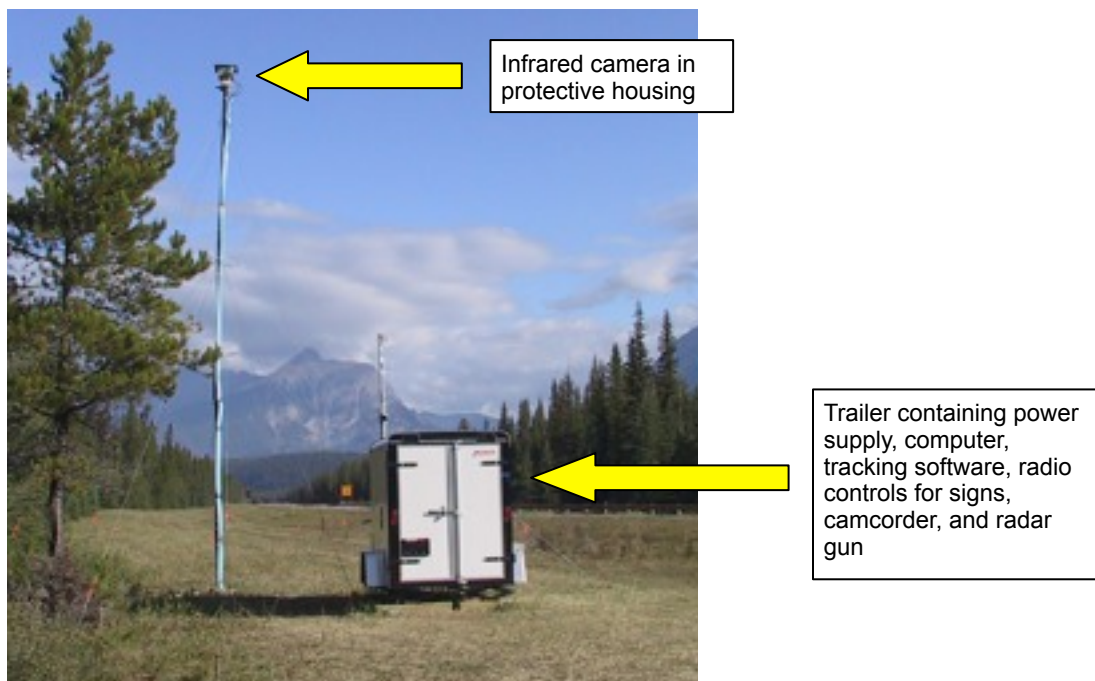 Infrared camera in
protective housing
Trailer containing power
supply, computer,
tracking software, radio
controls for signs,
camcorder, and radar
gun